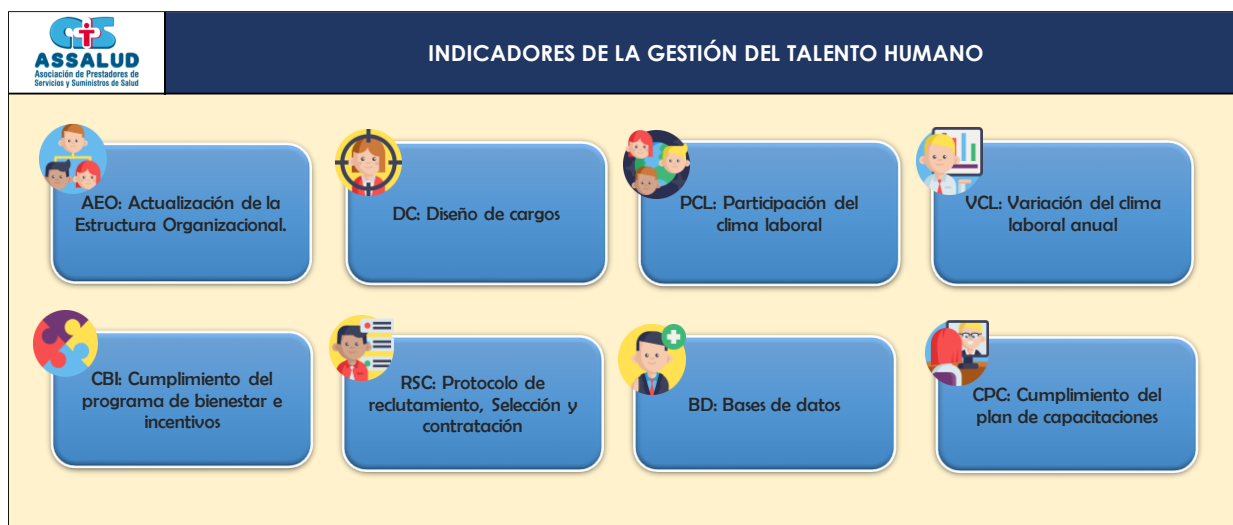 CPS
ASSALUD
Asociación de Prestadores de
Servicios y Suministros de Salud
INDICADORES DE LA GESTIÓN DEL TALENTO HUMANO
AEO: Actualización de la
Estructura Organizacional.
DC: Diseño de cargos
PCL: Participación del
clima laboral
VCL: Variación del clima
laboral anual
CBI: Cumplimiento del
programa de bienestar e
incentivos
RSC: Protocolo de
reclutamiento, Selección y
contratación
BD: Bases de datos
CPC: Cumplimiento del
plan de capacitaciones